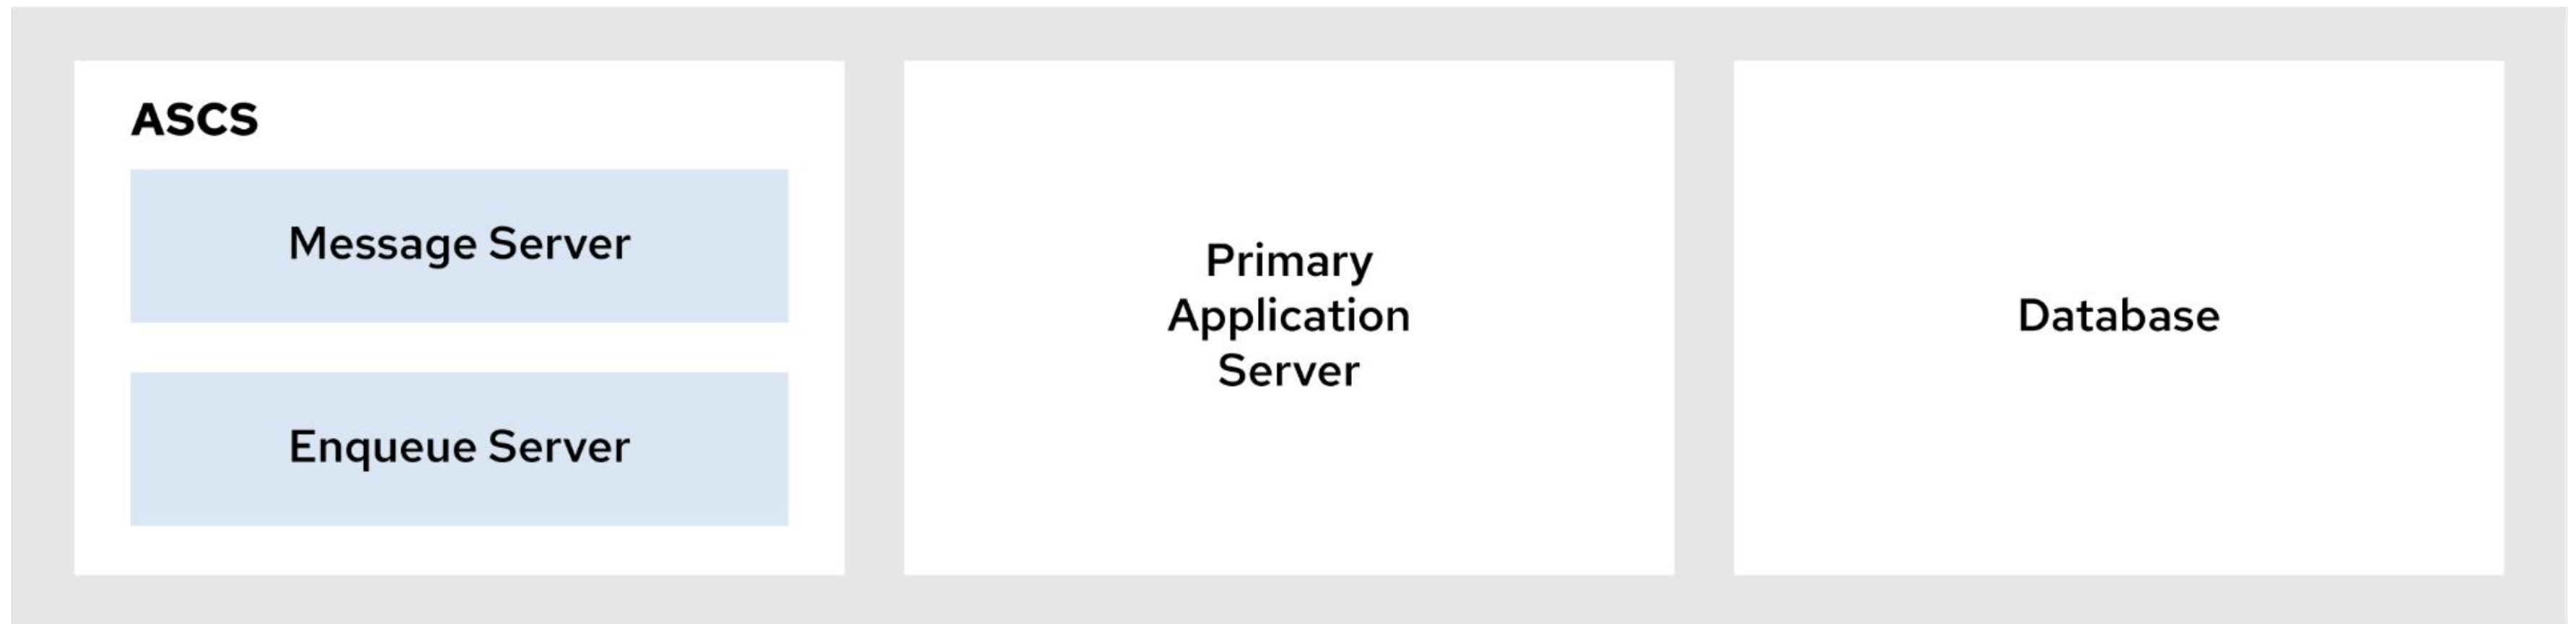 ASCS
Message Server
Enqueue Server
Primary
Application
Server
Database